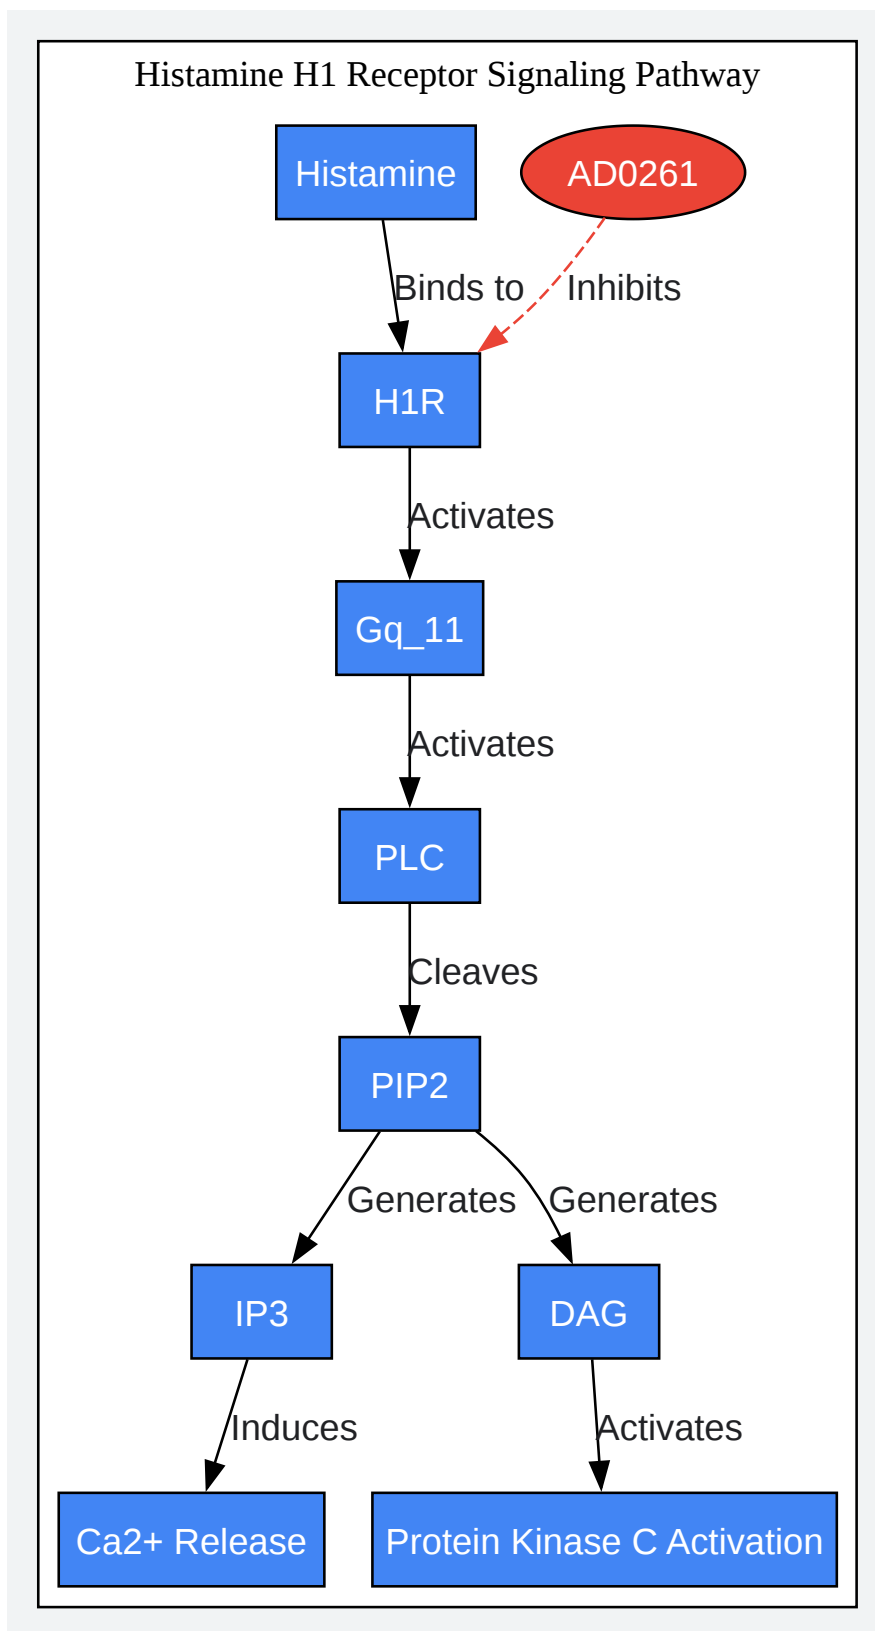 Histamine H1 Receptor Signaling Pathway
Histamine
AD0261
Binds to
Inhibits
H1R
Activates
Gq_11
Activates
PLC
Cleaves
PIP2
Generates
Generates
IP3
DAG
Induces
Activates
Ca2+ Release
Protein Kinase C Activation